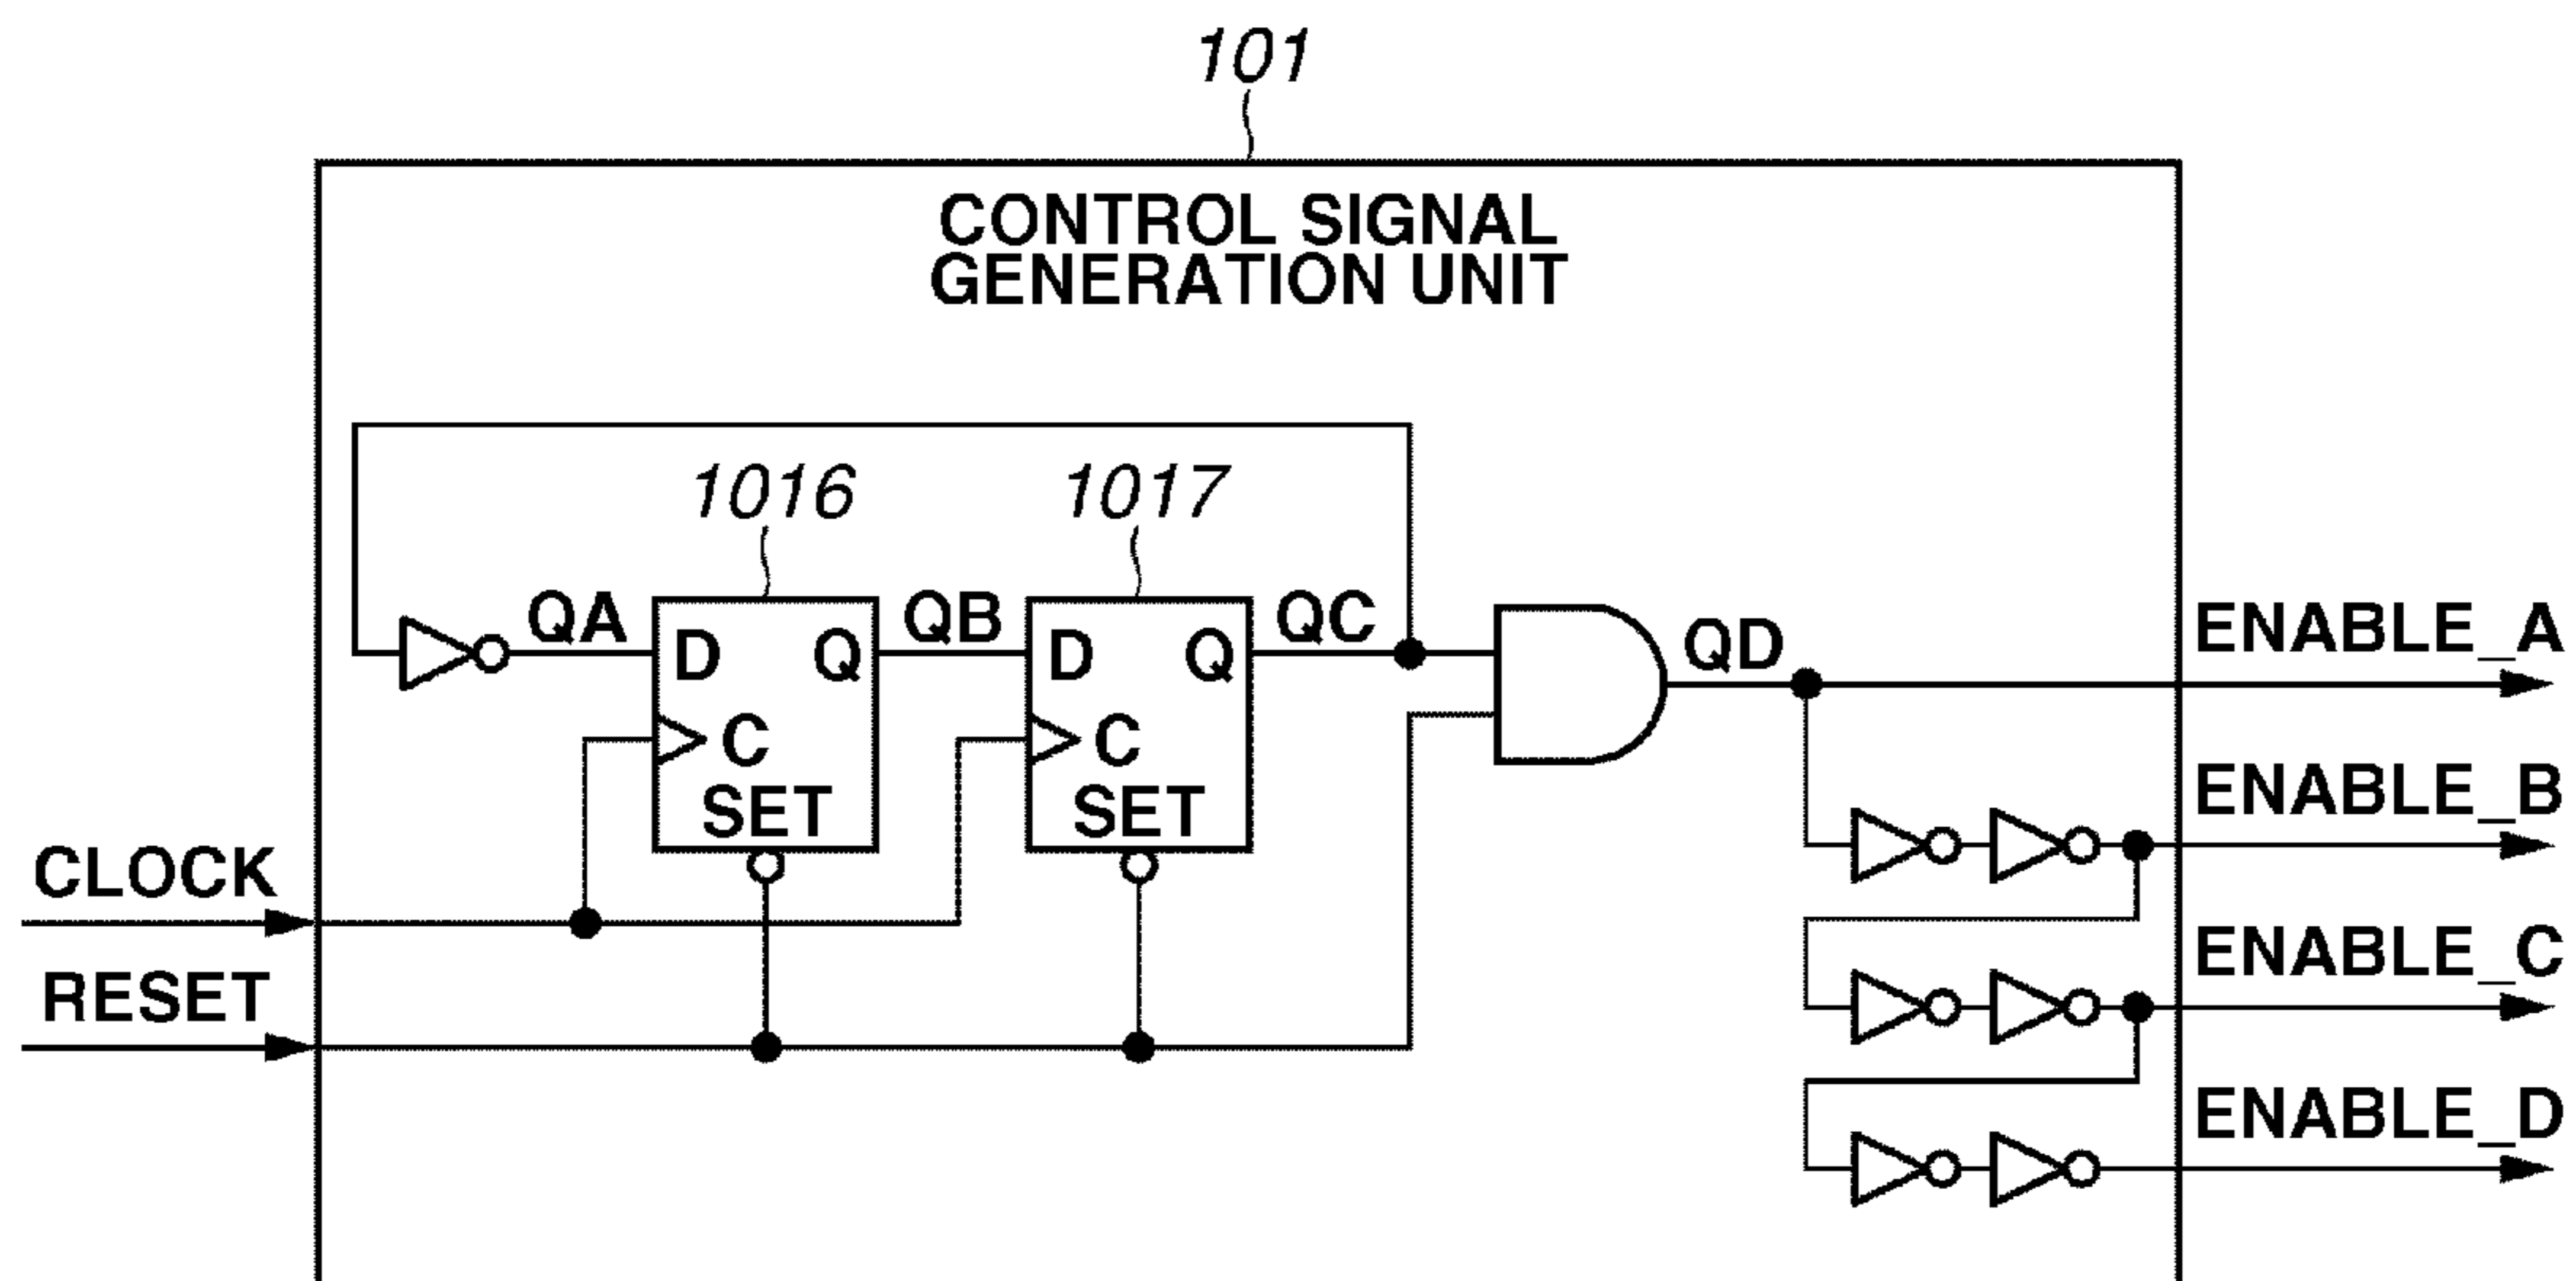 101
CONTROL SIGNAL
GENERATION UNIT
1016
1017
QA
QB
QC
QD
ENABLE_A
D
Q
D
Q
C
C
SET
SET
ENABLE_B
CLOCK
ENABLE_C
RESET
ENABLE_D